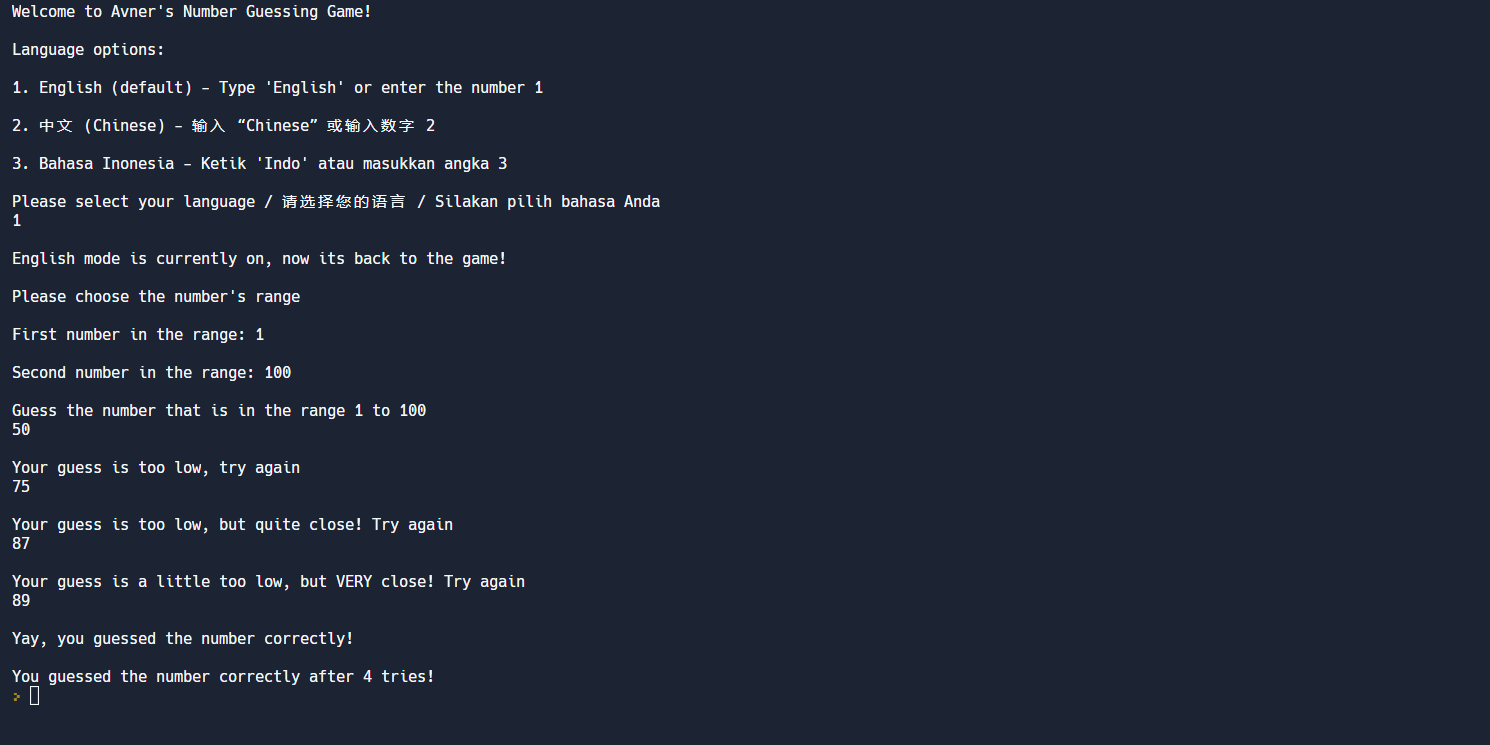 Welcome to Avner's Number Guessing Game!
Language options:
1. English (default) – Type 'English' or enter the number 1
2. 中文 (Chinese) – 输入 “Chinese” 或输入数字 2
3. Bahasa Inonesia – Ketik 'Indo' atau masukkan angka 3
Please select your language / 请选择您的语言 / Silakan pilih bahasa Anda
1
English mode is currently on, now its back to the game!
Please choose the number's range
First number in the range: 1
Second number in the range: 100
Guess the number that is in the range 1 to 100
50
Your guess is too low, try again
75
Your guess is too low, but quite close! Try again
87
Your guess is a little too low, but VERY close! Try again
89
Yay, you guessed the number correctly!
You guessed the number correctly after 4 tries!
>